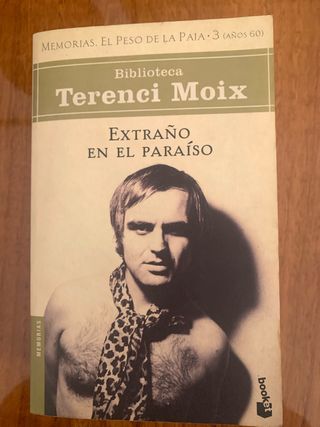 MEMORIAS. EL PESO DE LA PAJA · 3 (AÑOS 60)
Biblioteca
Terenci Moix
EXTRAÑO
EN EL PARAÍSO
MEMORIAS
booket